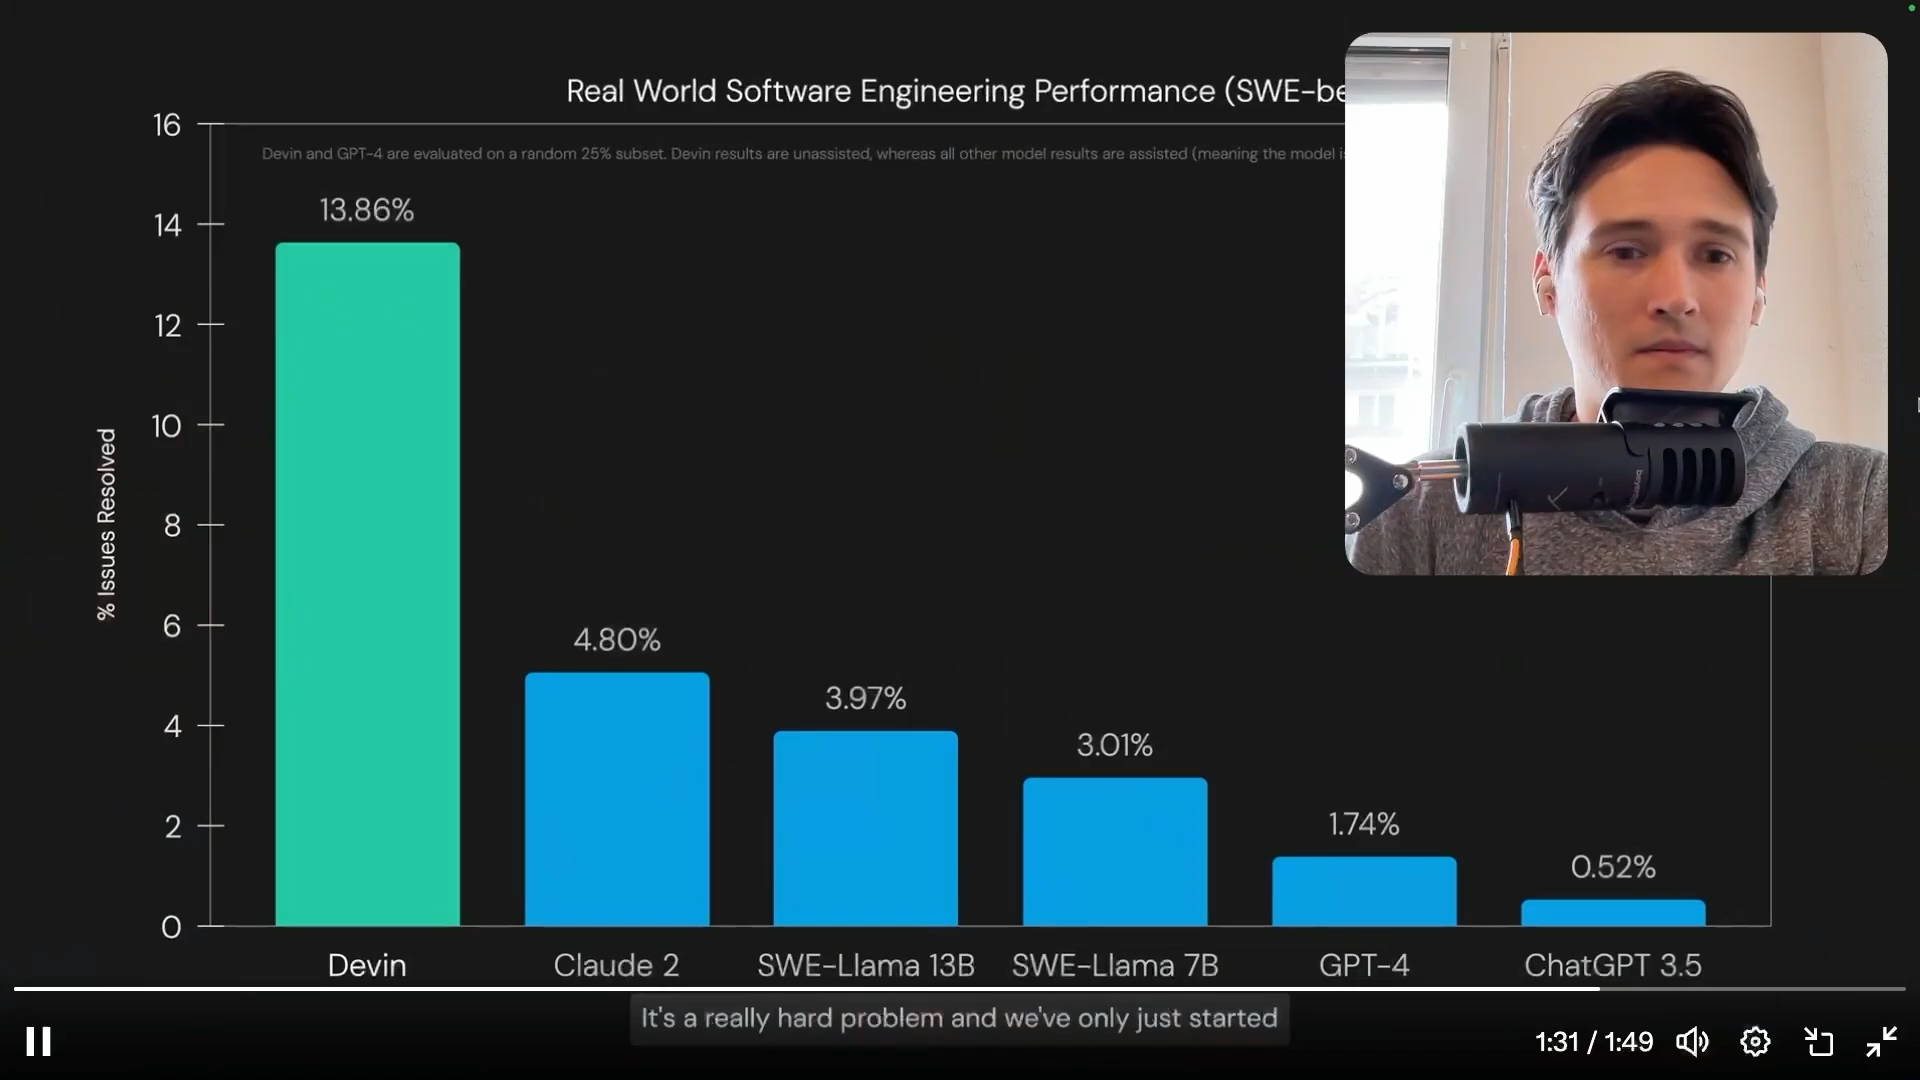 Real World Software Engineering Performance (SWE-be
16
Devin and GPT-4 are evaluated on a random 25% subset. Devin results are unassisted, whereas all other model results are assisted (meaning the model i
13.86%
14
12
10
8
6
4
2
0
% Issues Resolved
4.80%
3.97%
3.01%
1.74%
0.52%
Devin
Claude 2
SWE-Llama 13B
SWE-Llama 7B
GPT-4
ChatGPT 3.5
It's a really hard problem and we've only just started
1:31 / 1:49